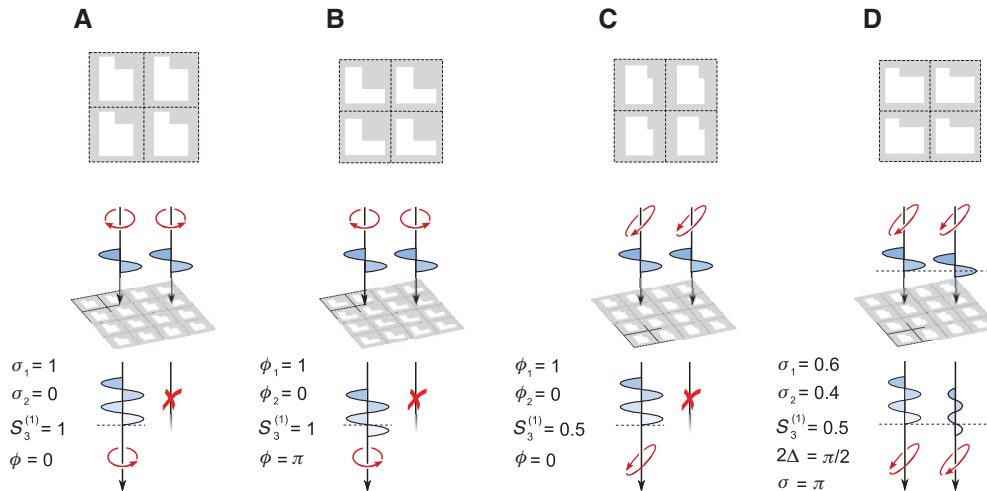 A
B
C
D
σ₁ = 1
σ₂ = 0
S₃⁽¹⁾ = 1
ϕ = 0
ϕ₁ = 1
ϕ₂ = 0
S₃⁽¹⁾ = 1
ϕ = π
ϕ₁ = 1
ϕ₂ = 0
S₃⁽¹⁾ = 0.5
ϕ = 0
σ₁ = 0.6
σ₂ = 0.4
S₃⁽¹⁾ = 0.5
2Δ = π/2
σ = π